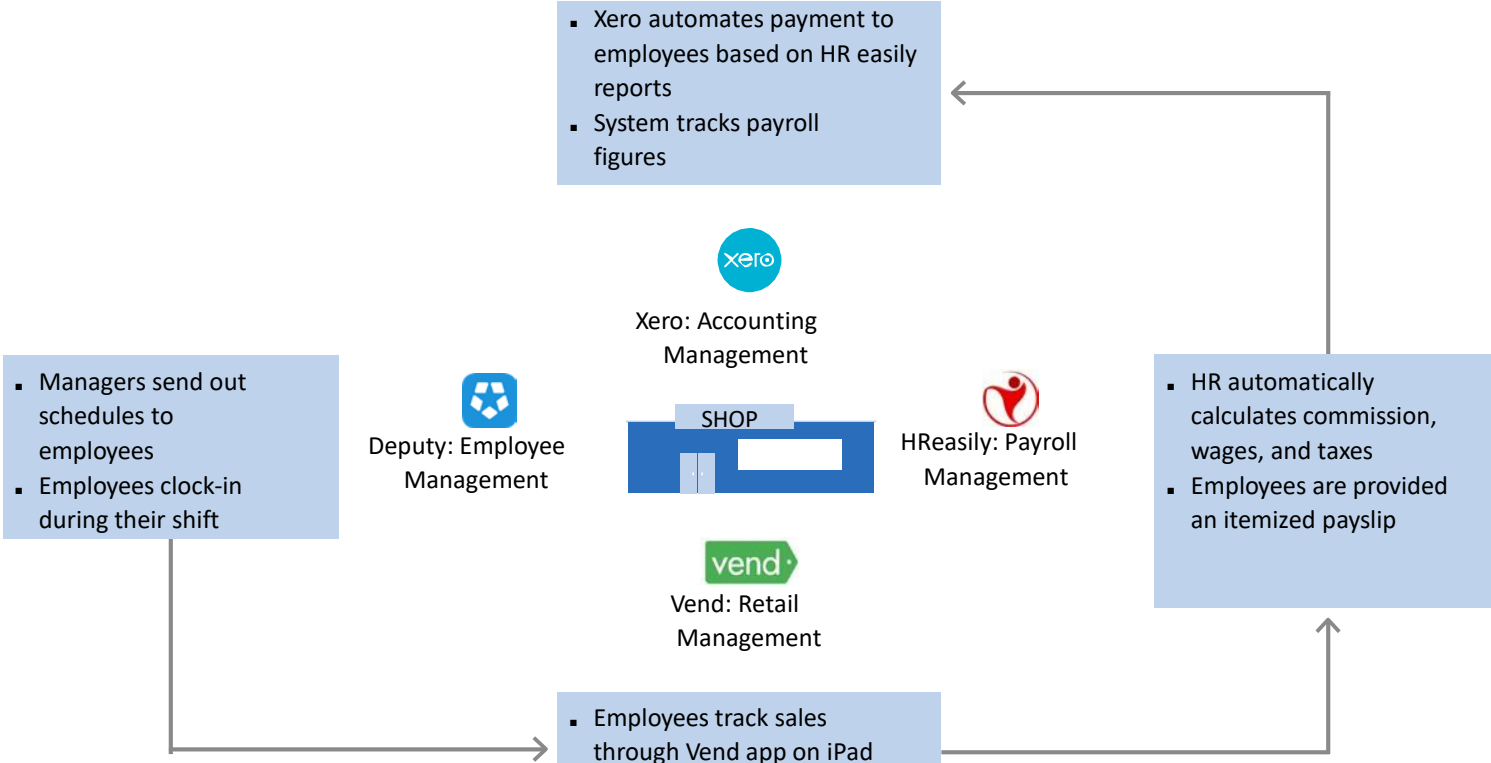 ▪ Xero automates payment to
employees based on HR easily
reports
▪ System tracks payroll
figures
xero
Xero: Accounting
Management
▪ Managers send out
schedules to
employees
▪ Employees clock-in
during their shift
Deputy: Employee
Management
SHOP
HReasily: Payroll
Management
▪ HR automatically
calculates commission,
wages, and taxes
▪ Employees are provided
an itemized payslip
vend
Vend: Retail
Management
▪ Employees track sales
through Vend app on iPad